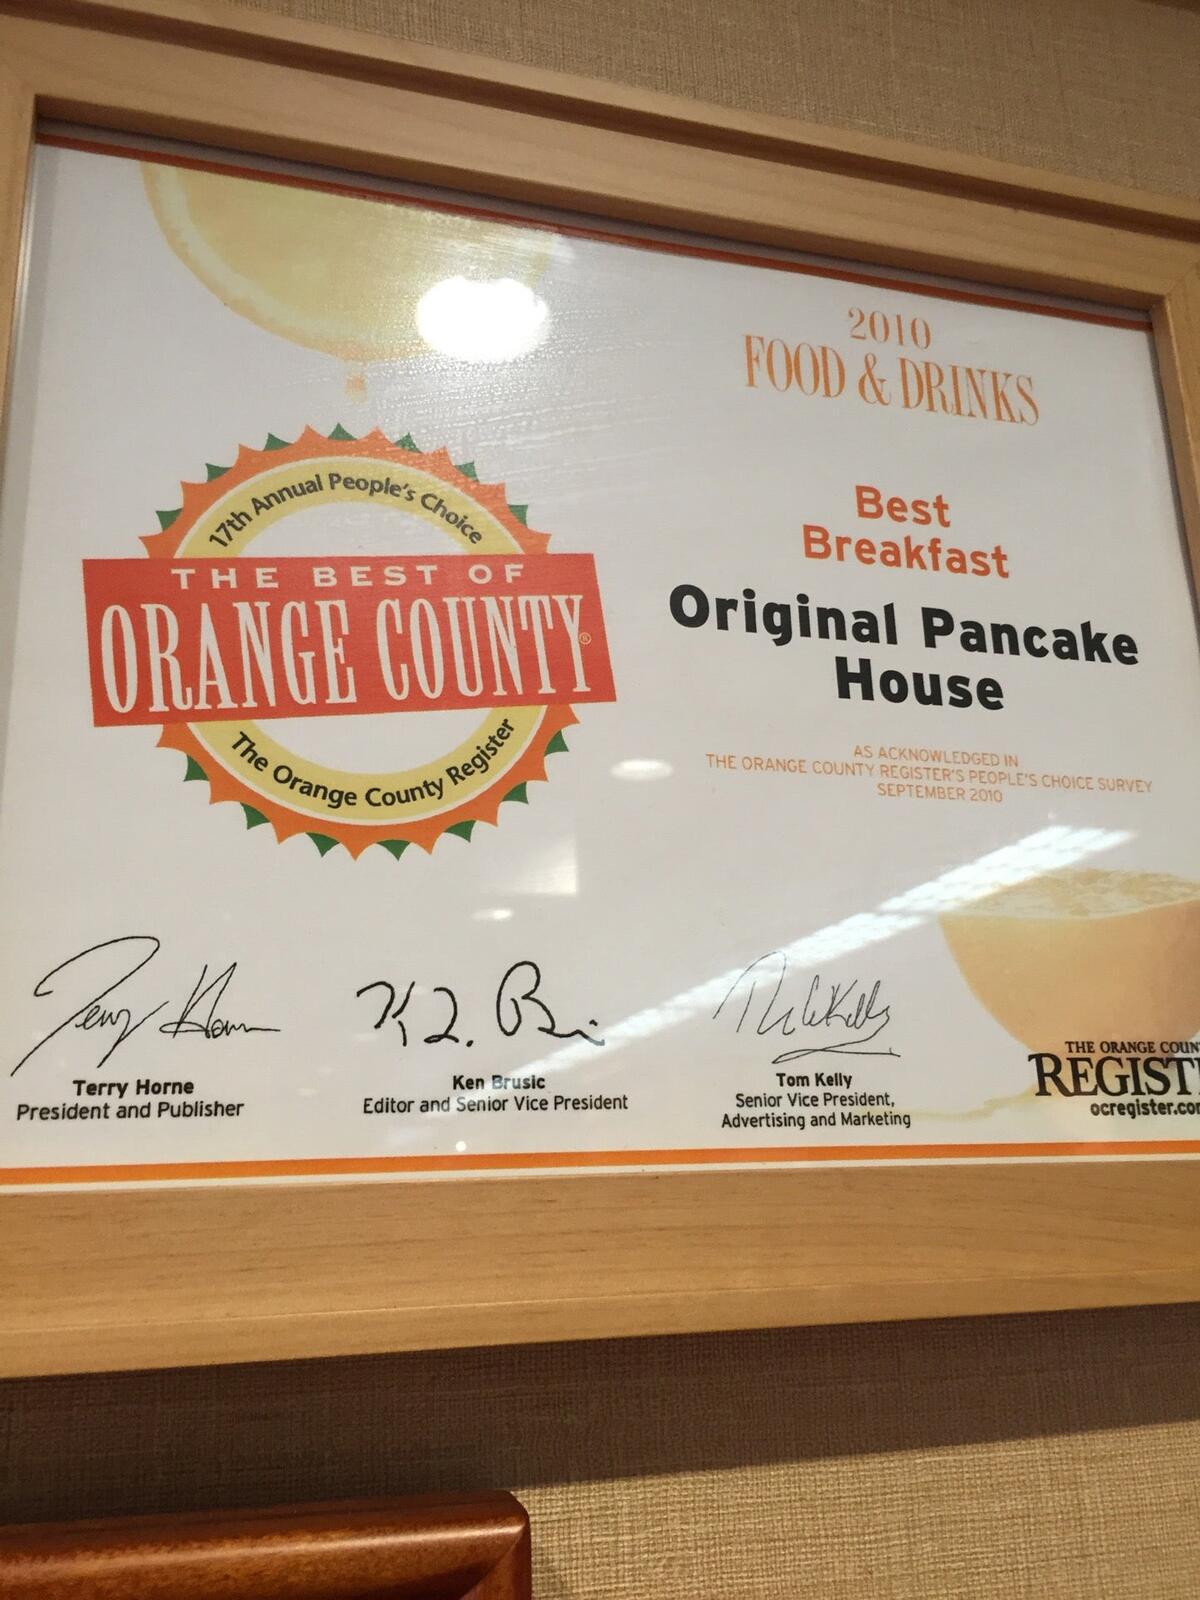 2010
FOOD & DRINKS
17th Annual People's Choice
THE BEST OF
ORANGE COUNTY®
The Orange County Register
Best
Breakfast
Original Pancake
House
AS ACKNOWLEDGED IN
THE ORANGE COUNTY REGISTER'S PEOPLE'S CHOICE SURVEY
SEPTEMBER 2010
Terry Horne
President and Publisher
Ken Brusic
Editor and Senior Vice President
Tom Kelly
Senior Vice President,
Advertising and Marketing
THE ORANGE COUN
REGIST
ocregister.co